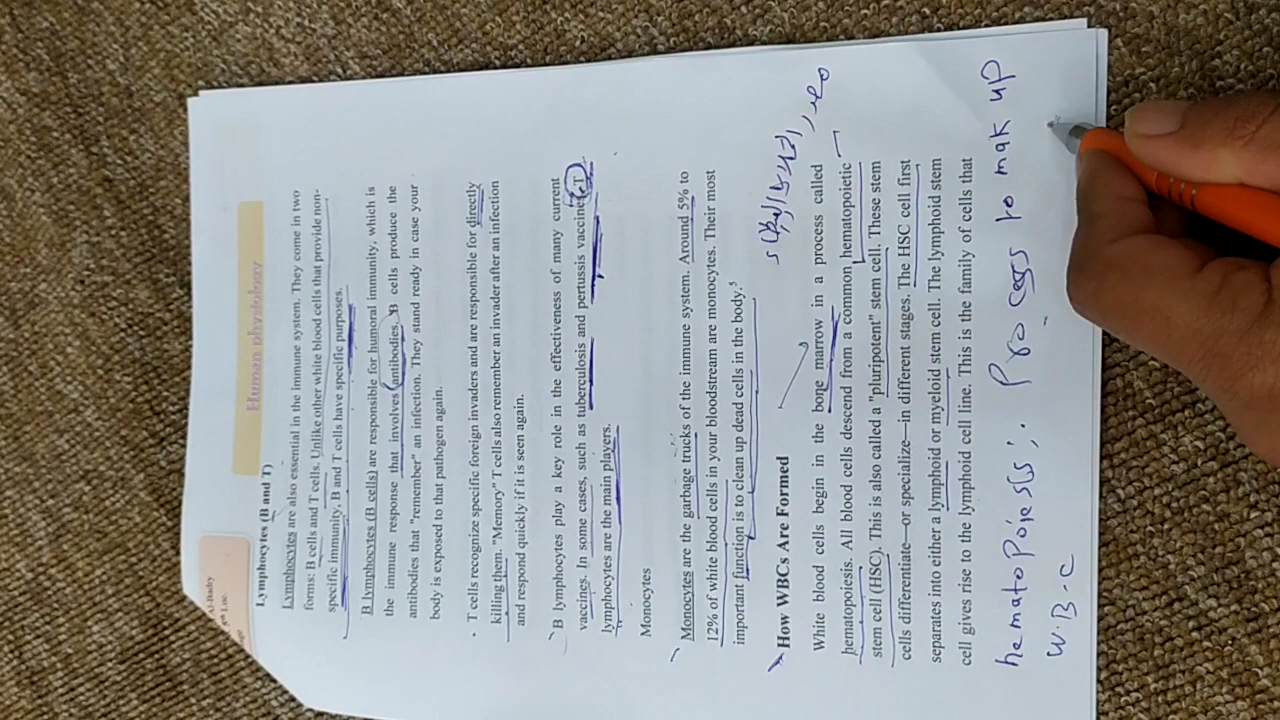 Al-Badry
Human physiology
Lymphocytes (B and T)
Lymphocytes are also essential in the immune system. They come in two
forms: B cells and T cells. Unlike other white blood cells that provide non-
specific immunity, B and T cells have specific purposes.
B lymphocytes (B cells) are responsible for humoral immunity, which is
the immune response that involves antibodies. B cells produce the
antibodies that "remember" an infection. They stand ready in case your
body is exposed to that pathogen again.
• T cells recognize specific foreign invaders and are responsible for directly
killing them. "Memory" T cells also remember an invader after an infection
and respond quickly if it is seen again.
B lymphocytes play a key role in the effectiveness of many current
vaccines. In some cases, such as tuberculosis and pertussis vaccines T
lymphocytes are the main players.
Monocytes
Monocytes are the garbage trucks of the immune system. Around 5% to
12% of white blood cells in your bloodstream are monocytes. Their most
important function is to clean up dead cells in the body.5
How WBCs Are Formed
White blood cells begin in the bone marrow in a process called
hematopoiesis. All blood cells descend from a common hematopoietic
stem cell (HSC). This is also called a "pluripotent" stem cell. These stem
cells differentiate—or specialize—in different stages. The HSC cell first
separates into either a lymphoid or myeloid stem cell. The lymphoid stem
cell gives rise to the lymphoid cell line. This is the family of cells that
hematopoiesis; Process to mak up
W.B.C